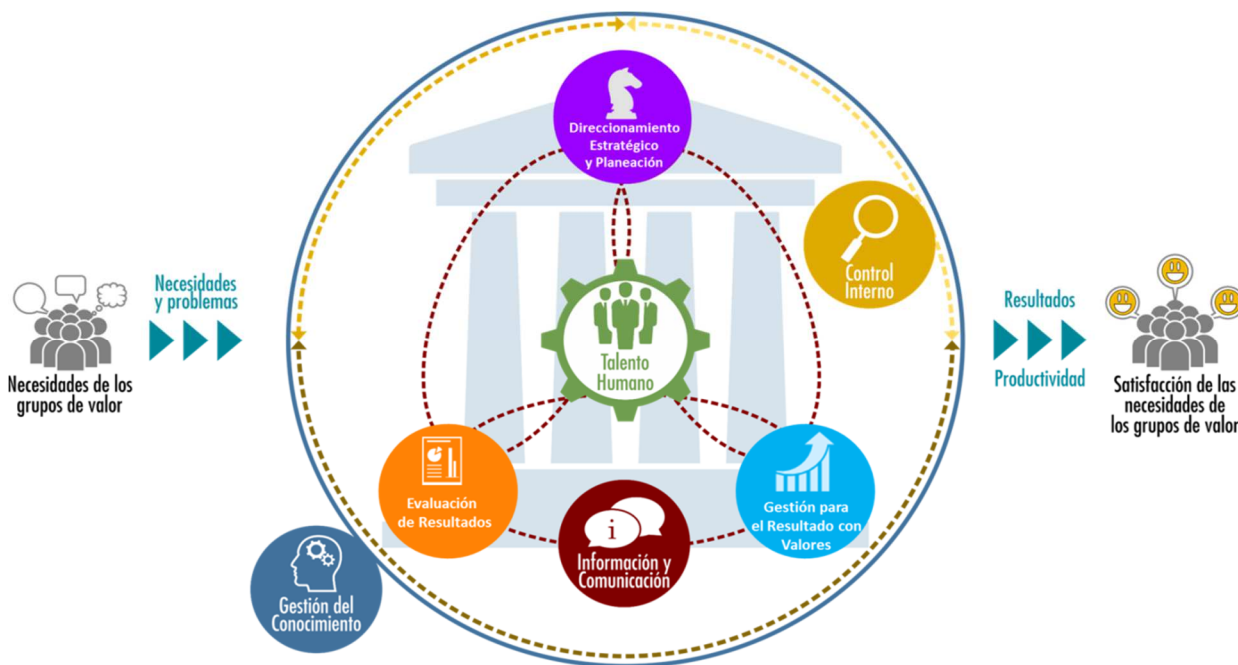 Direccionamiento
Estratégico
y Planeación
Control
Interno
Necesidades
y problemas
Necesidades de los
grupos de valor
Talento
Humano
Resultados
Productividad
Satisfacción de las
necesidades de
los grupos de valor
Evaluación
de Resultados
i
Información y
Comunicación
Gestión para
el Resultado con
Valores
Gestión del
Conocimiento